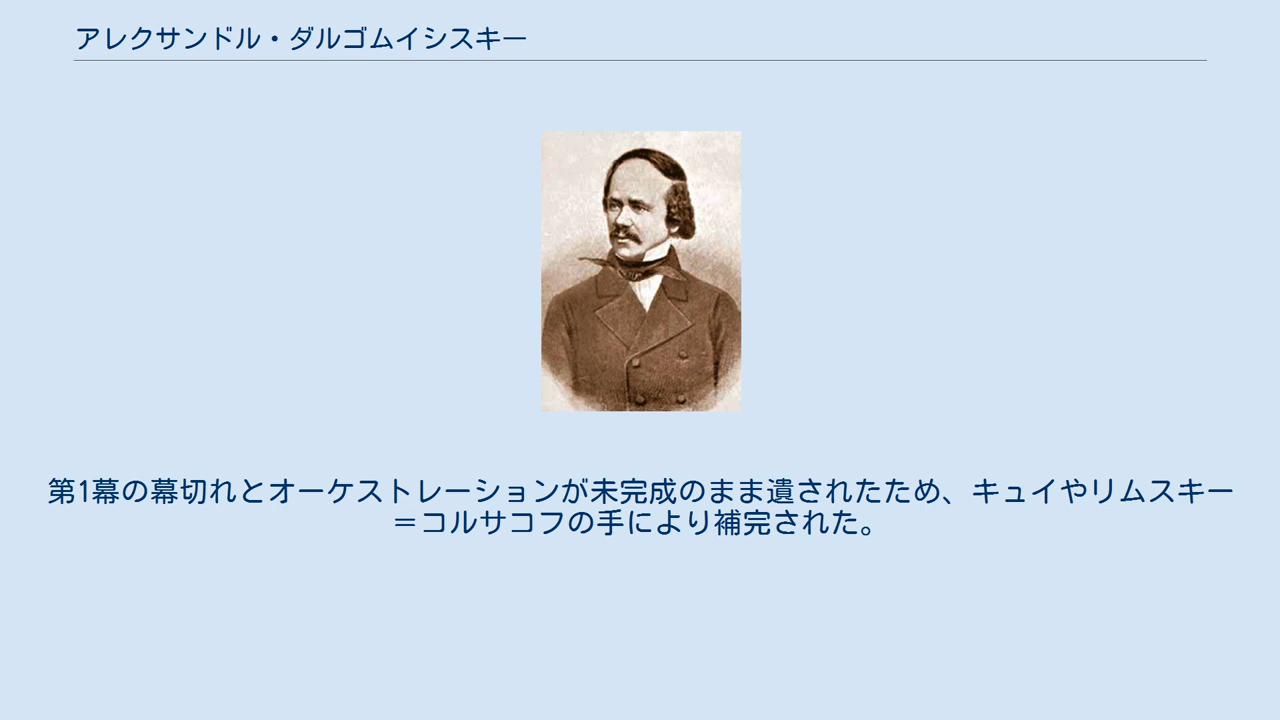 アレクサンドル・ダルゴムイシスキー
第1幕の幕切れとオーケストレーションが未完成のまま遺されたため、キュイやリムスキー
＝コルサコフの手により補完された。